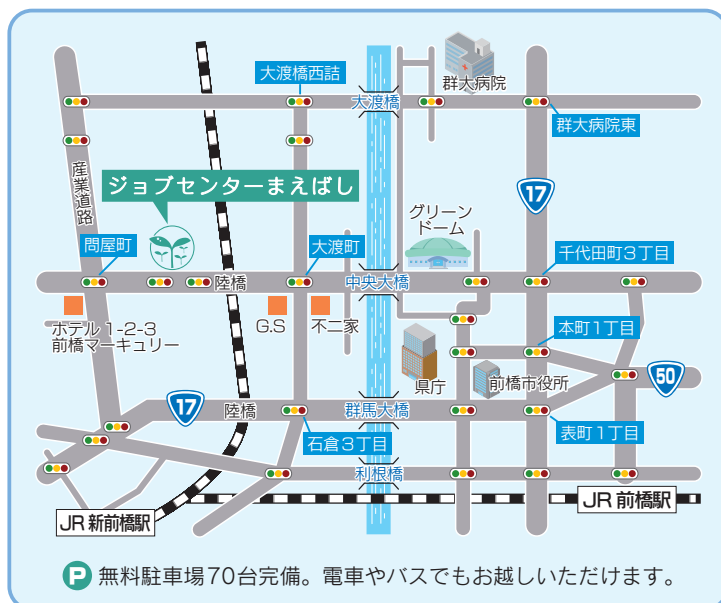 群大病院
大渡橋西詰
大渡橋
群大病院東
産業道路
ジョブセンターまえばし
17
グリーン
ドーム
問屋町
大渡町
千代田町3丁目
陸橋
中央大橋
ホテル1-2-3
前橋マーキュリー
G.S
不二家
本町1丁目
県庁
前橋市役所
50
17
陸橋
群馬大橋
表町1丁目
石倉3丁目
利根橋
JR 新前橋駅
JR 前橋駅
P 無料駐車場70台完備。電車やバスでもお越しいただけます。